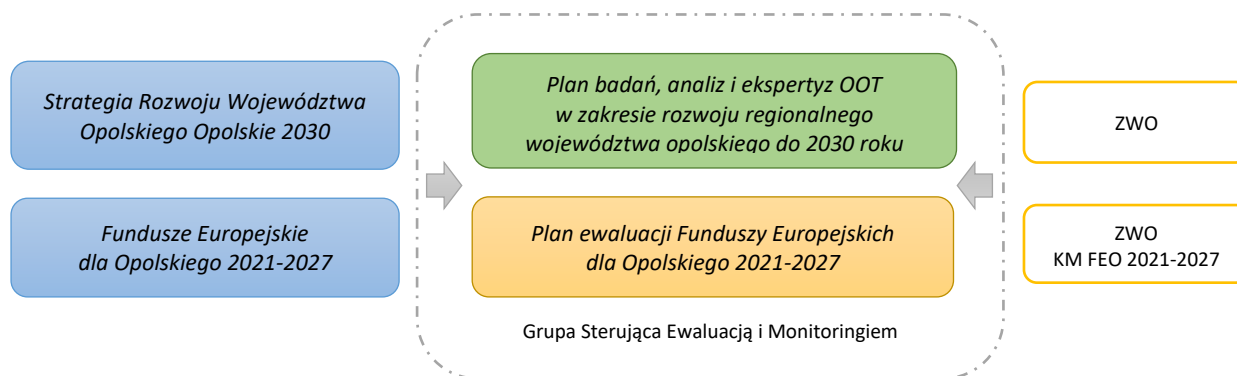 Strategia Rozwoju Województwa
Opolskiego Opolskie 2030
Plan badań, analiz i ekspertyz OOT
w zakresie rozwoju regionalnego
województwa opolskiego do 2030 roku
ZWO
Fundusze Europejskie
dla Opolskiego 2021-2027
Plan ewaluacji Funduszy Europejskich
dla Opolskiego 2021-2027
ZWO
KM FEO 2021-2027
Grupa Sterująca Ewaluacją i Monitoringiem